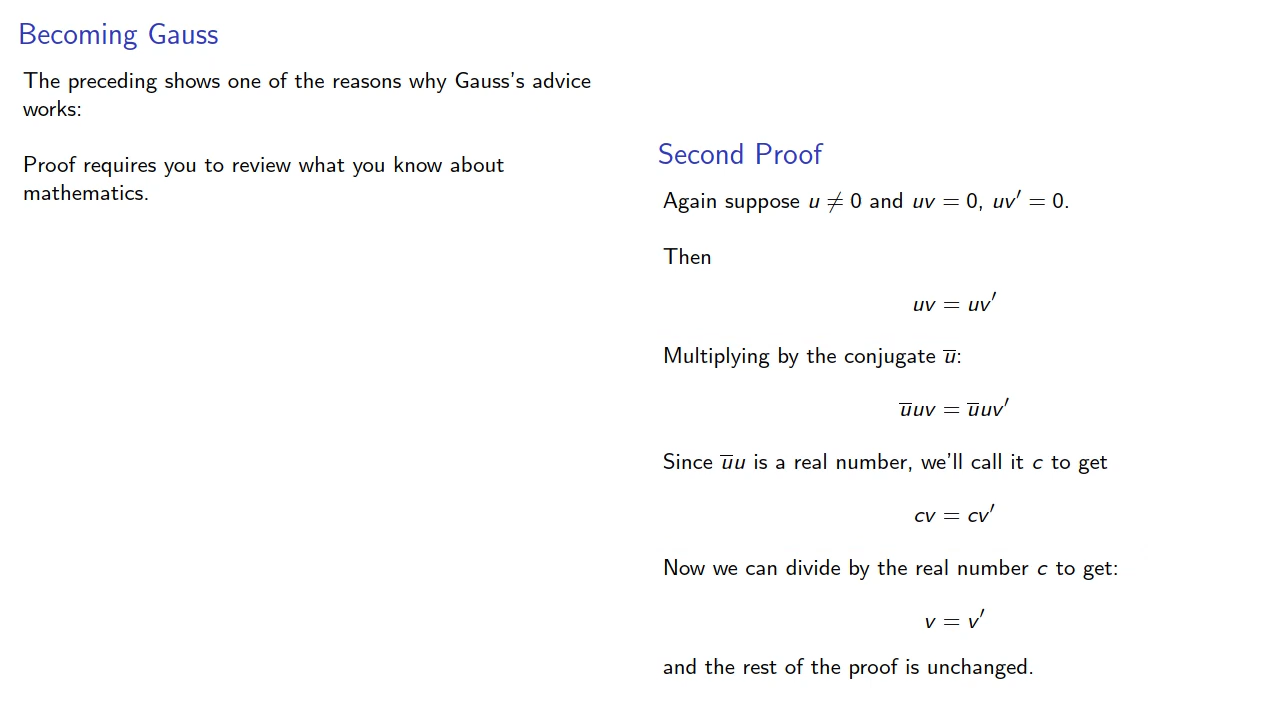 Becoming Gauss
The preceding shows one of the reasons why Gauss's advice
works:
Proof requires you to review what you know about
mathematics.
Second Proof
Again suppose u ≠ 0 and uv = 0, uv′ = 0.
Then
uv = uv′
Multiplying by the conjugate u̅:
u̅uv = u̅uv′
Since u̅u is a real number, we'll call it c to get
cv = cv′
Now we can divide by the real number c to get:
v = v′
and the rest of the proof is unchanged.